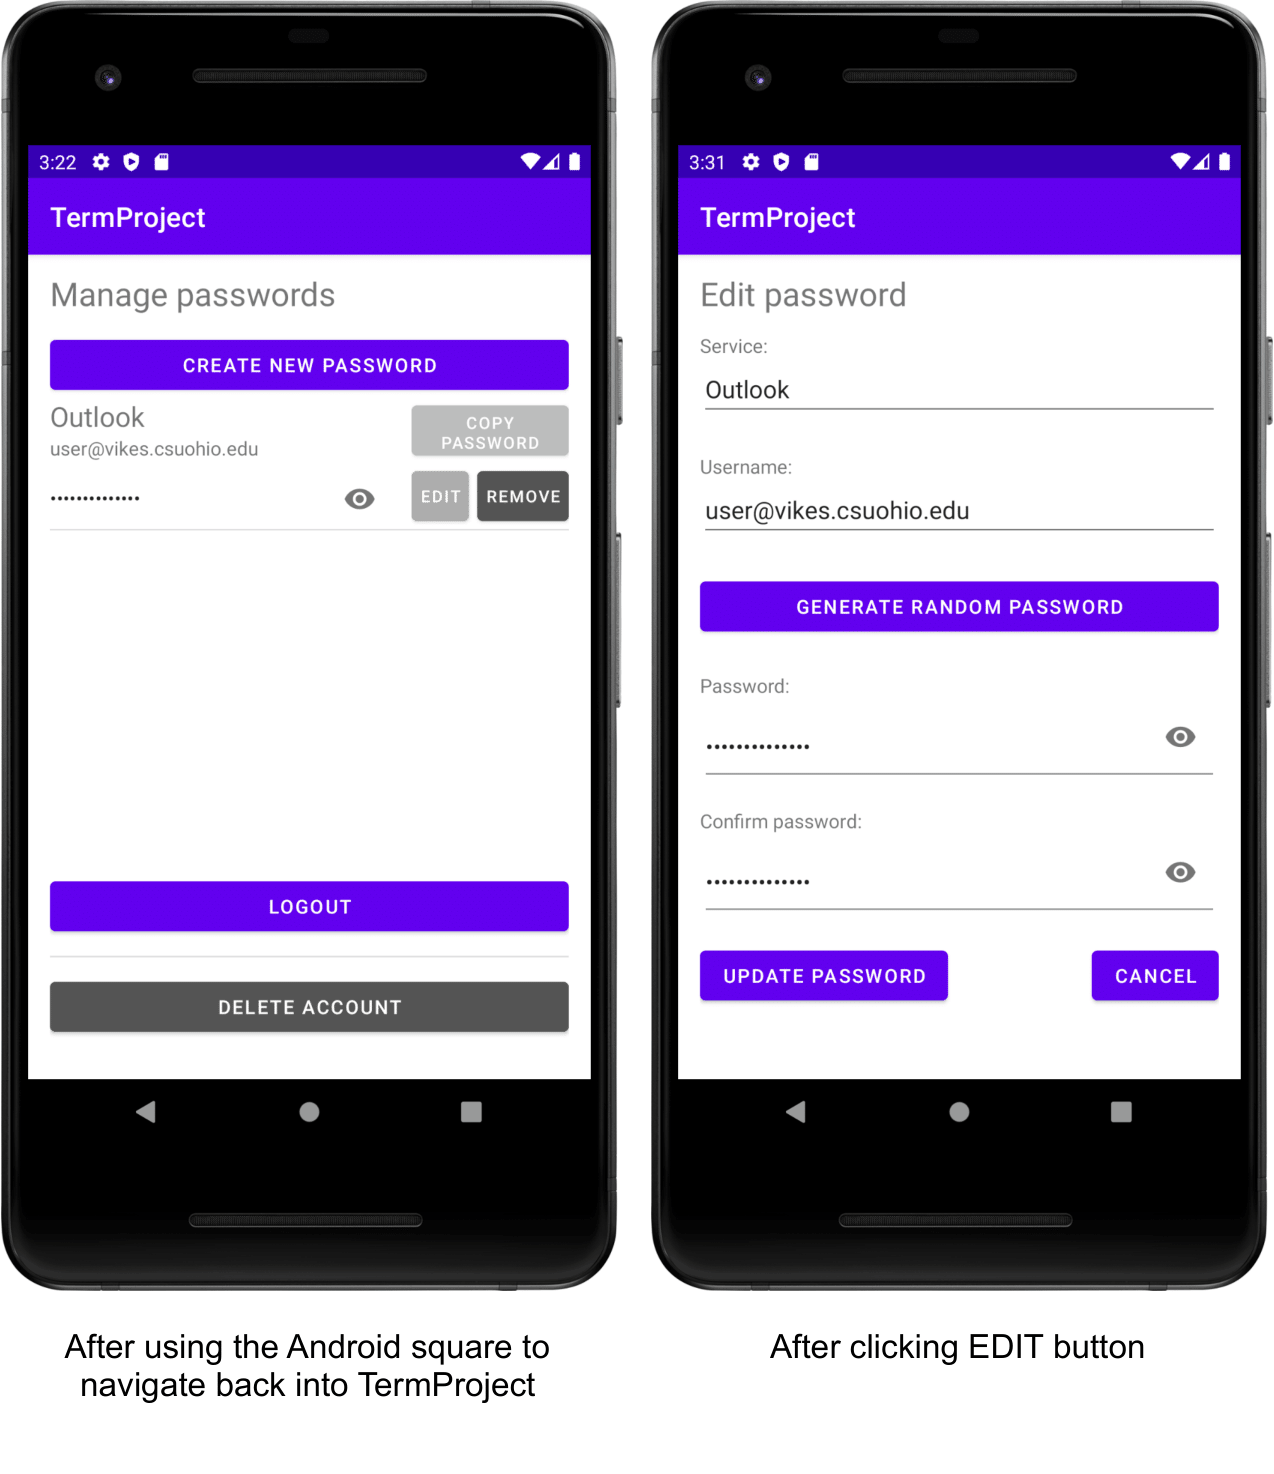 3:22
TermProject
Manage passwords
CREATE NEW PASSWORD
Outlook
COPY
PASSWORD
user@vikes.csuohio.edu
••••••••••••••
EDIT
REMOVE
LOGOUT
DELETE ACCOUNT
After using the Android square to
navigate back into TermProject
3:31
TermProject
Edit password
Service:
Outlook
Username:
user@vikes.csuohio.edu
GENERATE RANDOM PASSWORD
Password:
••••••••••••••
Confirm password:
••••••••••••••
UPDATE PASSWORD
CANCEL
After clicking EDIT button